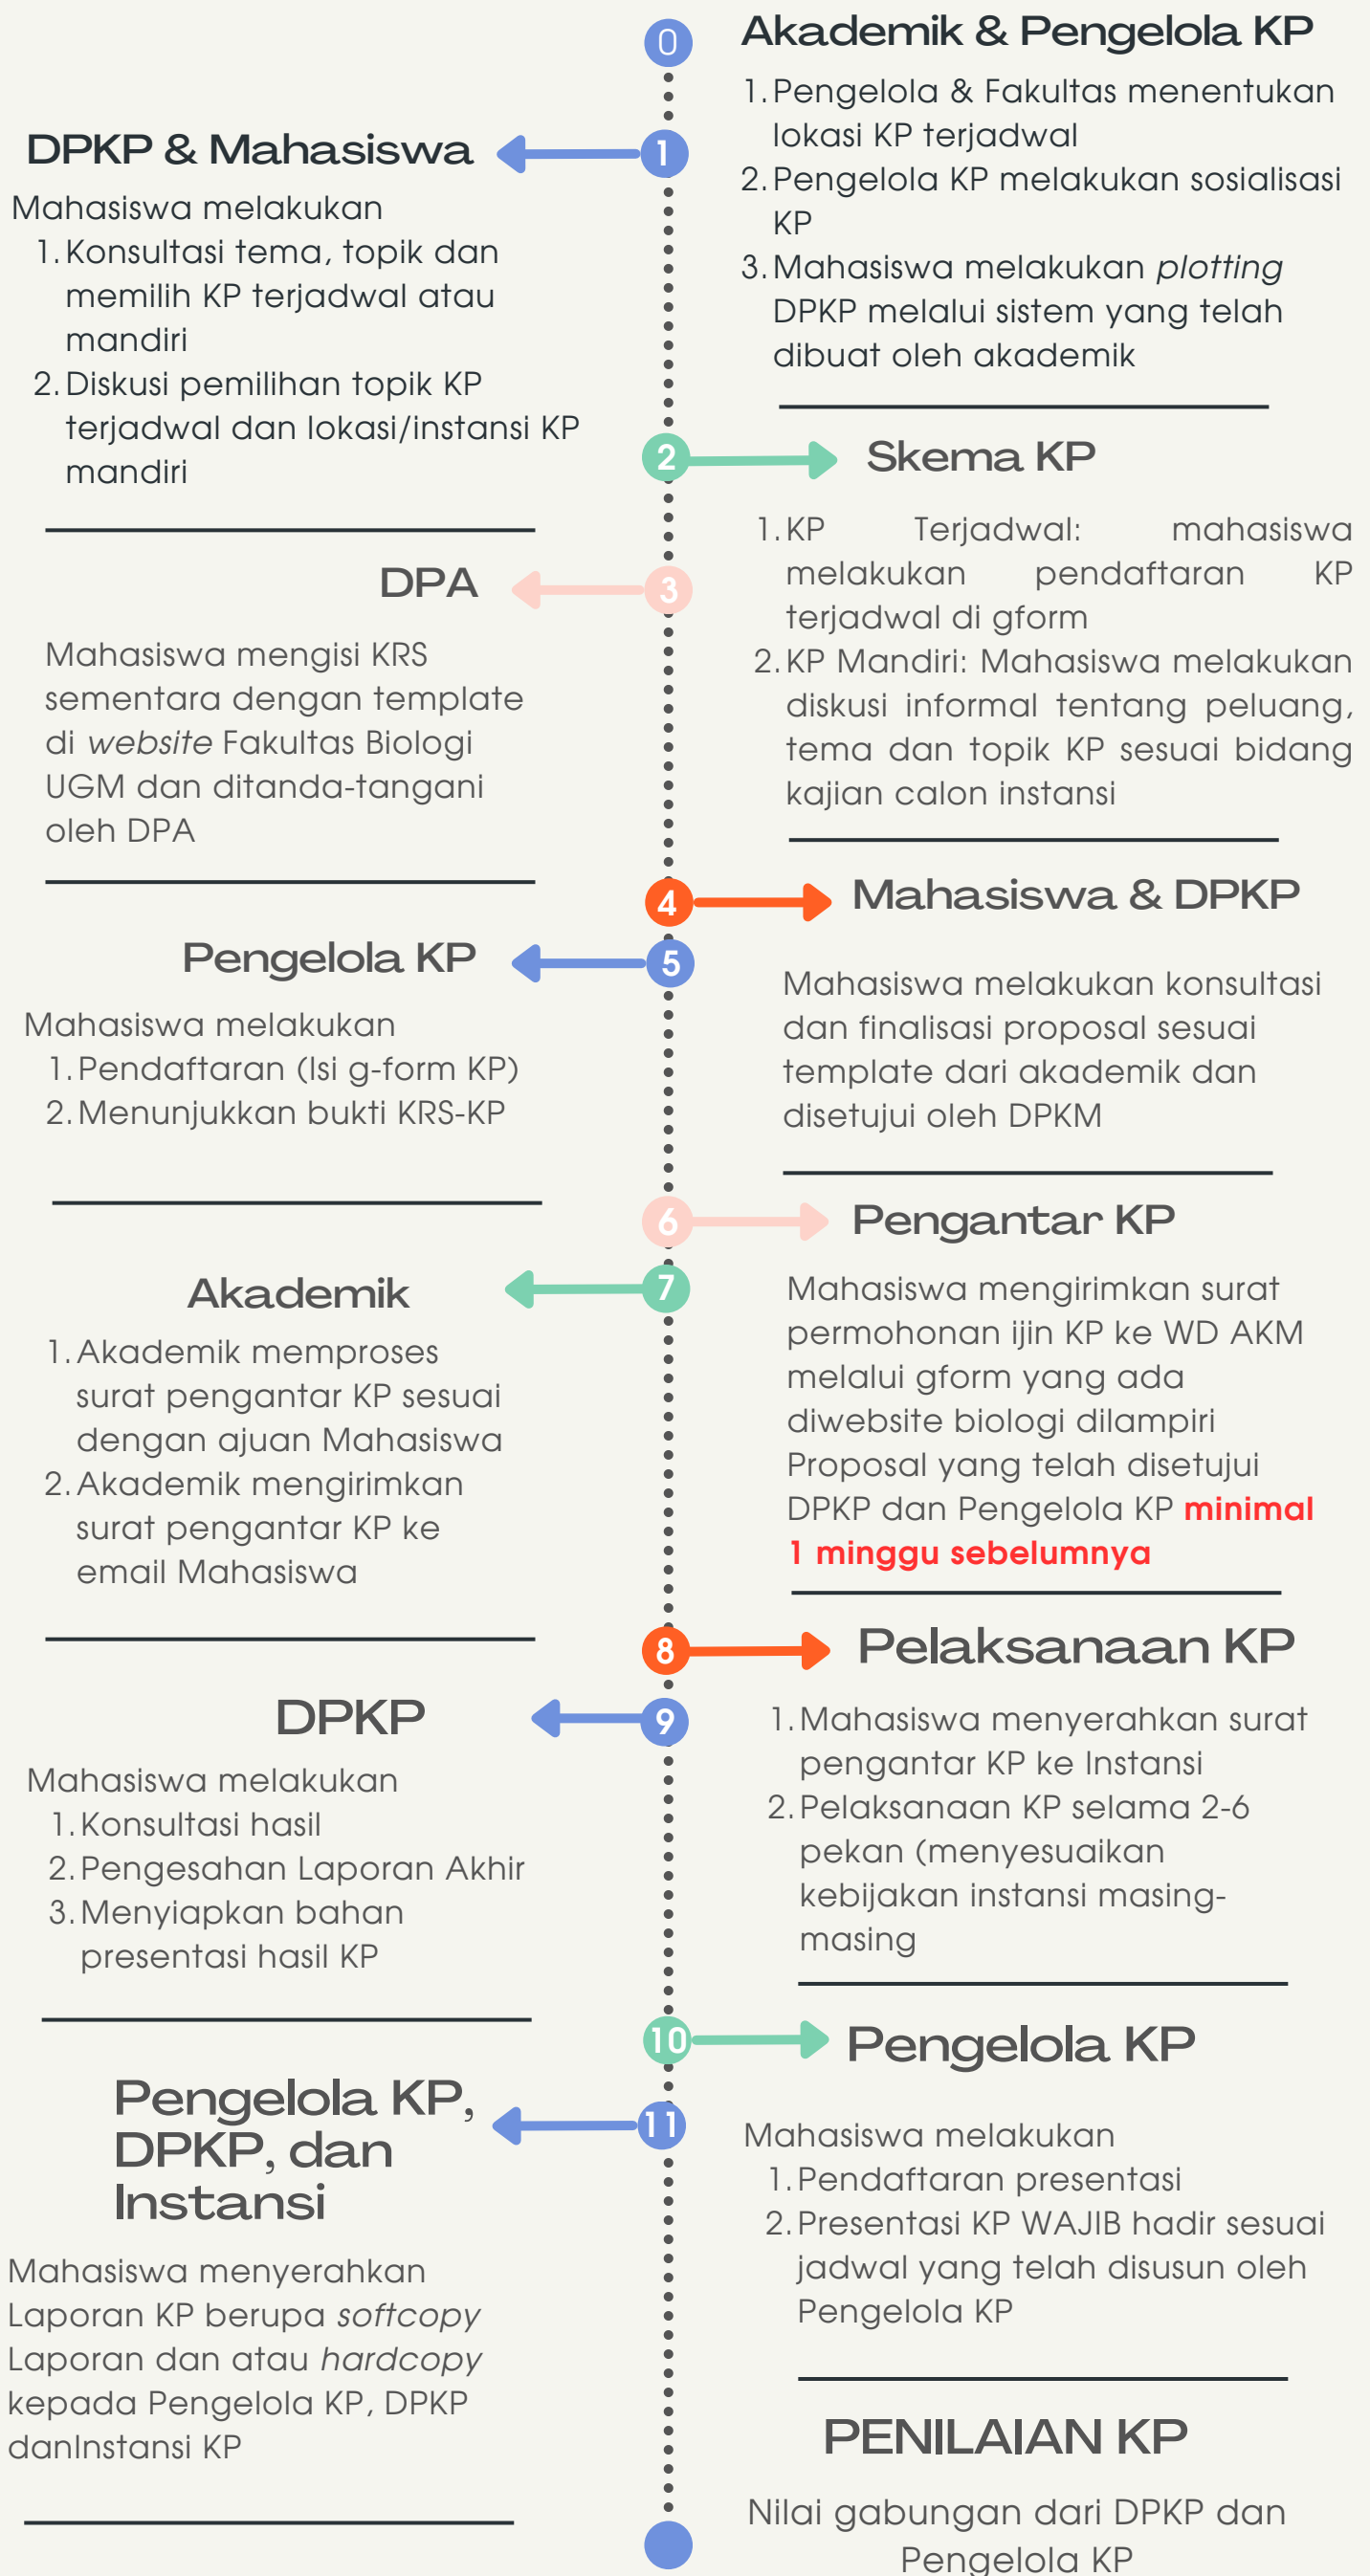 0
Akademik & Pengelola KP
1. Pengelola & Fakultas menentukan
lokasi KP terjadwal
2. Pengelola KP melakukan sosialisasi
KP
3. Mahasiswa melakukan plotting
DPKP melalui sistem yang telah
dibuat oleh akademik
1
DPKP & Mahasiswa
Mahasiswa melakukan
1. Konsultasi tema, topik dan
memilih KP terjadwal atau
mandiri
2. Diskusi pemilihan topik KP
terjadwal dan lokasi/instansi KP
mandiri
2
Skema KP
1. KP Terjadwal: mahasiswa
melakukan pendaftaran KP
terjadwal di gform
2. KP Mandiri: Mahasiswa melakukan
diskusi informal tentang peluang,
tema dan topik KP sesuai bidang
kajian calon instansi
3
DPA
Mahasiswa mengisi KRS
sementara dengan template
di website Fakultas Biologi
UGM dan ditanda-tangani
oleh DPA
4
Mahasiswa & DPKP
Mahasiswa melakukan konsultasi
dan finalisasi proposal sesuai
template dari akademik dan
disetujui oleh DPKM
5
Pengelola KP
Mahasiswa melakukan
1. Pendaftaran (Isi g-form KP)
2. Menunjukkan bukti KRS-KP
6
Pengantar KP
Mahasiswa mengirimkan surat
permohonan ijin KP ke WD AKM
melalui gform yang ada
diwebsite biologi dilampiri
Proposal yang telah disetujui
DPKP dan Pengelola KP minimal
1 minggu sebelumnya
7
Akademik
1. Akademik memproses
surat pengantar KP sesuai
dengan ajuan Mahasiswa
2. Akademik mengirimkan
surat pengantar KP ke
email Mahasiswa
8
Pelaksanaan KP
1. Mahasiswa menyerahkan surat
pengantar KP ke Instansi
2. Pelaksanaan KP selama 2-6
pekan (menyesuaikan
kebijakan instansi masing-
masing
9
DPKP
Mahasiswa melakukan
1. Konsultasi hasil
2. Pengesahan Laporan Akhir
3. Menyiapkan bahan
presentasi hasil KP
10
Pengelola KP
Mahasiswa melakukan
1. Pendaftaran presentasi
2. Presentasi KP WAJIB hadir sesuai
jadwal yang telah disusun oleh
Pengelola KP
11
Pengelola KP,
DPKP, dan
Instansi
Mahasiswa menyerahkan
Laporan KP berupa softcopy
Laporan dan atau hardcopy
kepada Pengelola KP, DPKP
danInstansi KP
PENILAIAN KP
Nilai gabungan dari DPKP dan
Pengelola KP